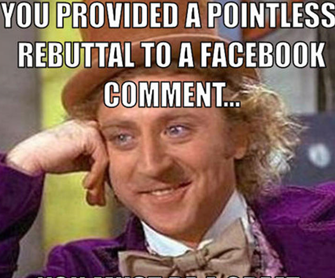 YOU PROVIDED A POINTLESS
REBUTTAL TO A FACEBOOK
COMMENT...